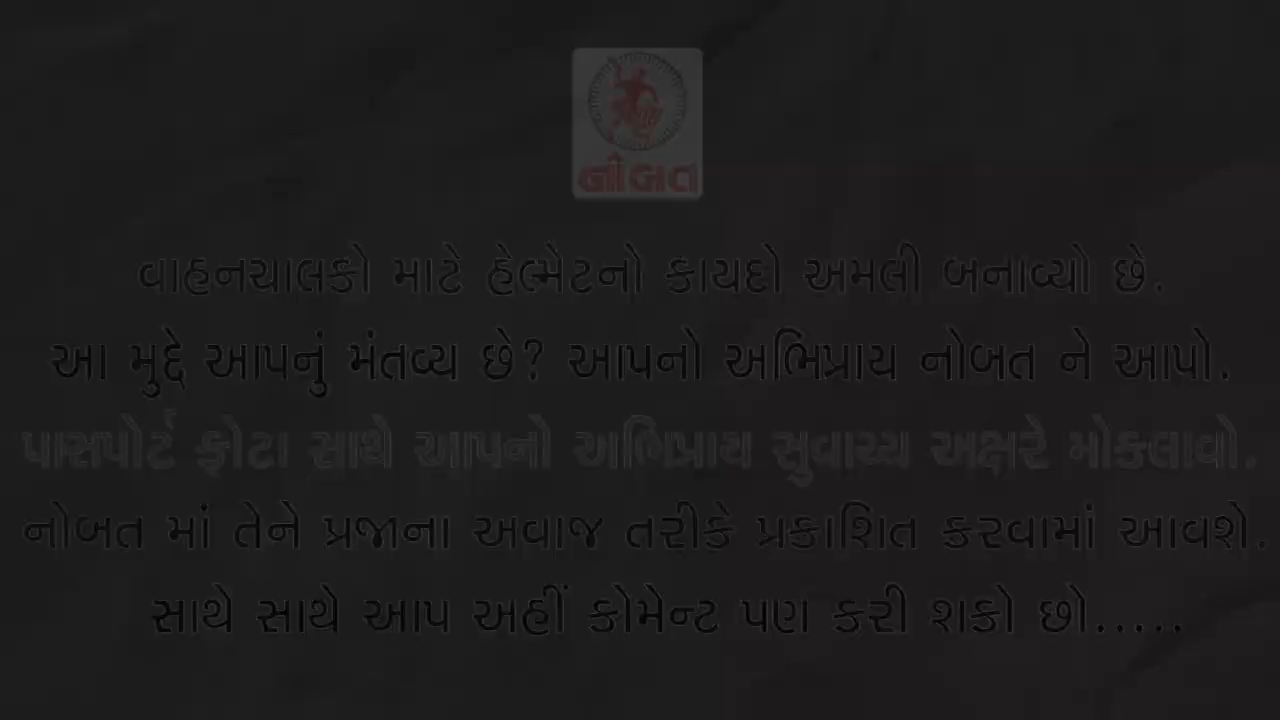 નોબત
વાહનચાલકો માટે હેલ્મેટનો કાયદો અમલી બનાવ્યો છે.
આ મુદ્દે આપનું મંતવ્ય છે? આપનો અભિપ્રાય નોબત ને આપો.
પાસપોર્ટ ફોટા સાથે આપનો અભિપ્રાય સુવાચ્ય અક્ષરે મોકલાવો.
નોબત માં તેને પ્રજાના અવાજ તરીકે પ્રકાશિત કરવામાં આવશે.
સાથે સાથે આપ અહીં કોમેન્ટ પણ કરી શકો છો.....